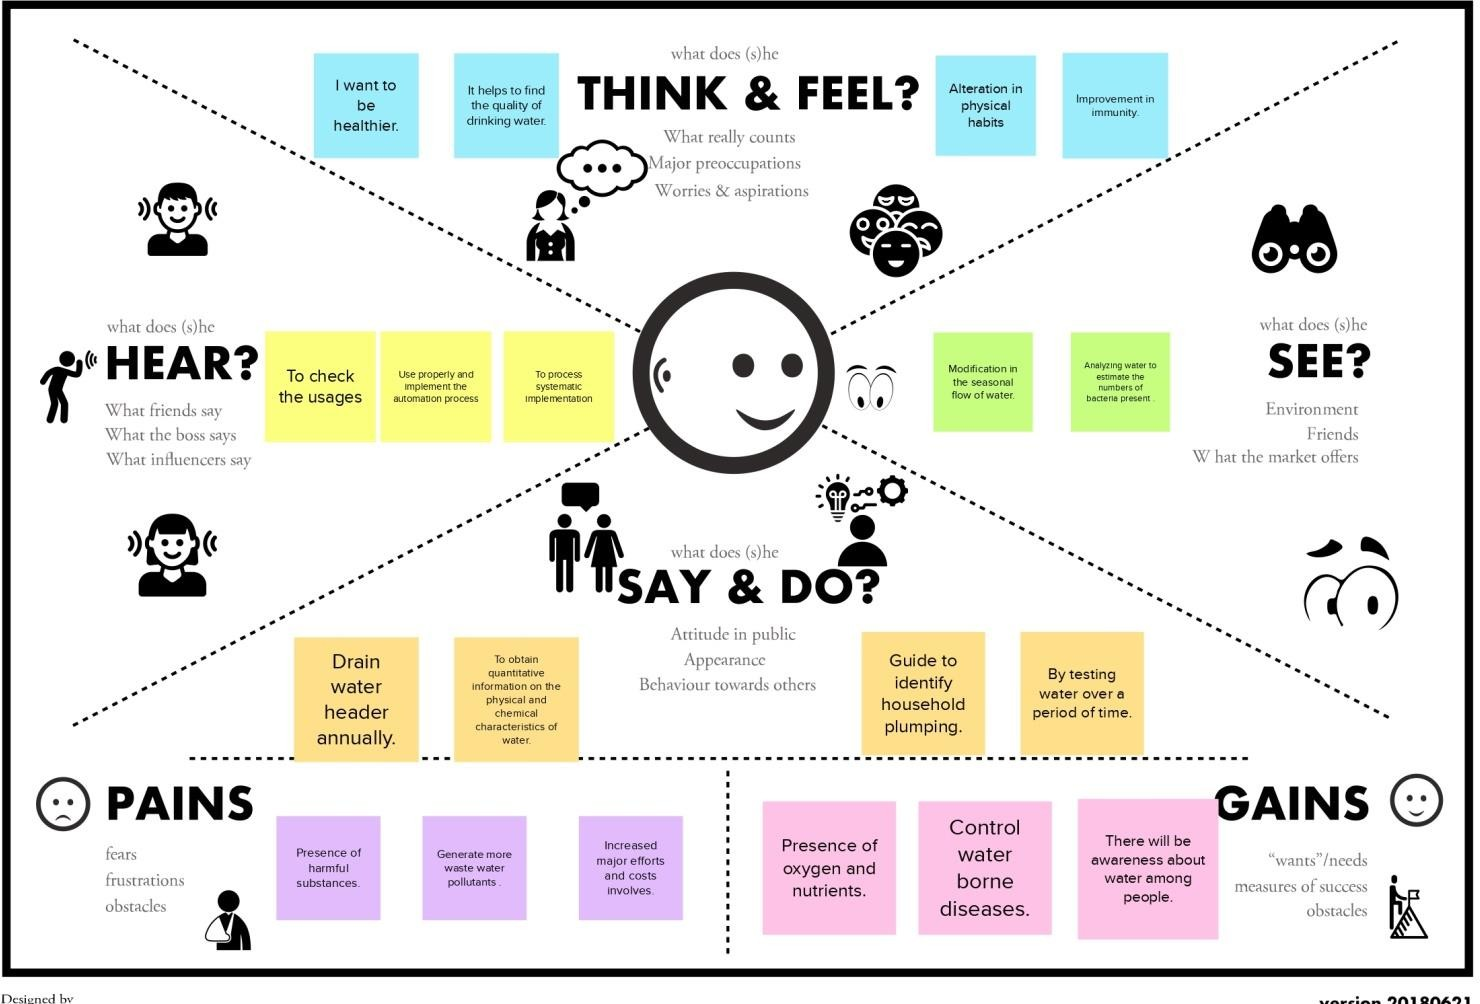 what does (s)he
THINK & FEEL?
What really counts
Major preoccupations
Worries & aspirations
I want to
be
healthier.
It helps to find
the quality of
drinking water.
Alteration in
physical
habits
Improvement in
immunity.
what does (s)he
HEAR?
What friends say
What the boss says
What influencers say
To check
the usages
Use properly and
implement the
automation process
To process
systematic
implementation
Modification in
the seasonal
flow of water.
Analyzing water to
estimate the
numbers of
bacteria present .
what does (s)he
SEE?
Environment
Friends
W hat the market offers
what does (s)he
SAY & DO?
Attitude in public
Appearance
Behaviour towards others
Drain
water
header
annually.
To obtain
quantitative
information on the
physical and
chemical
characteristics of
water.
Guide to
identify
household
plumping.
By testing
water over a
period of time.
PAINS
fears
frustrations
obstacles
Presence of
harmful
substances.
Generate more
waste water
pollutants .
Increased
major efforts
and costs
involves.
Presence of
oxygen and
nutrients.
Control
water
borne
diseases.
There will be
awareness about
water among
people.
GAINS
“wants”/needs
measures of success
obstacles
Designed by
version 20180621